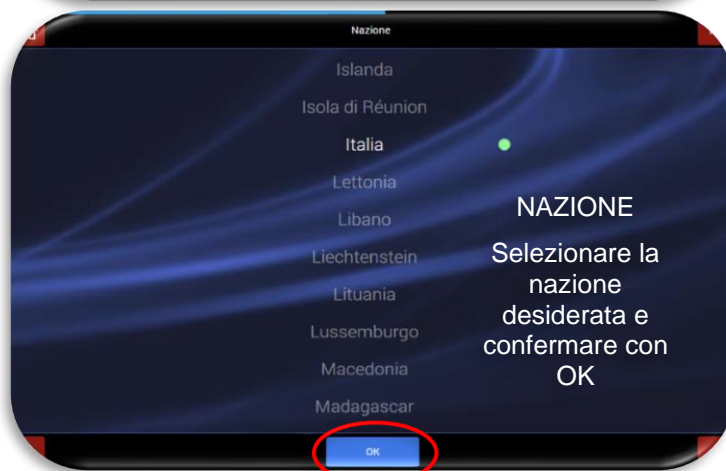 Nazione
Islanda
Isola di Réunion
Italia
Lettonia
Libano
Liechtenstein
Lituania
Lussemburgo
Macedonia
Madagascar
NAZIONE
Selezionare la
nazione
desiderata e
confermare con
OK
OK